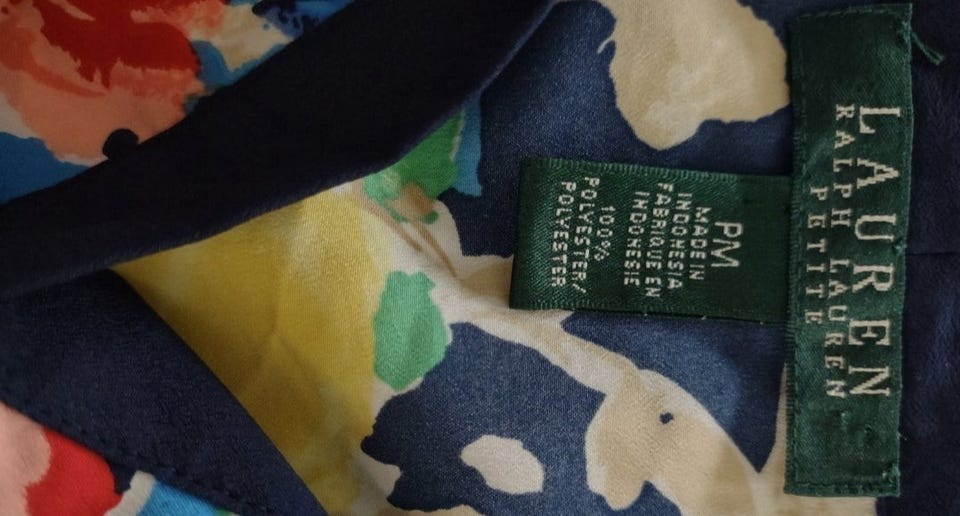 LAUREN
RALPH LAUREN
PETITE
PM
MADE IN
INDONESIA
FABRIQUE EN
INDONESIE
100%
POLYESTER/
POLYESTER